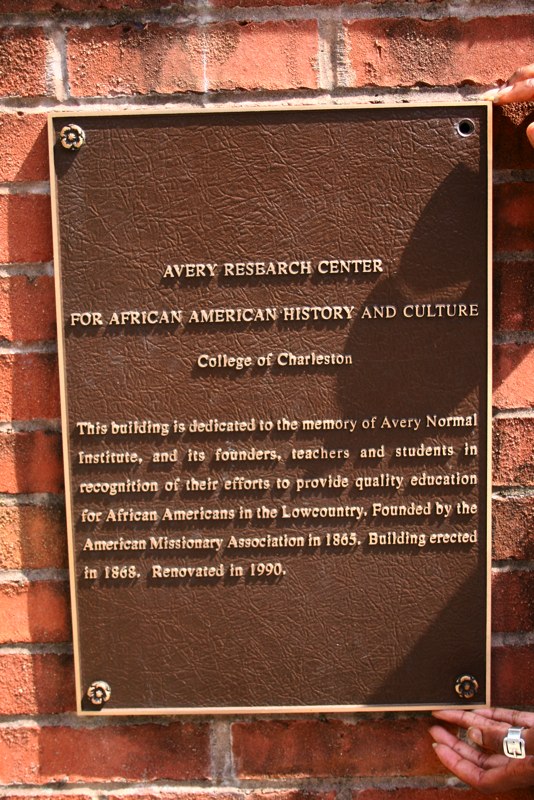 AVERY RESEARCH CENTER
FOR AFRICAN AMERICAN HISTORY AND CULTURE
College of Charleston
This building is dedicated to the memory of Avery Normal
Institute, and its founders, teachers and students in
recognition of their efforts to provide quality education
for African Americans in the Lowcountry. Founded by the
American Missionary Association in 1865. Building erected
in 1868. Renovated in 1990.